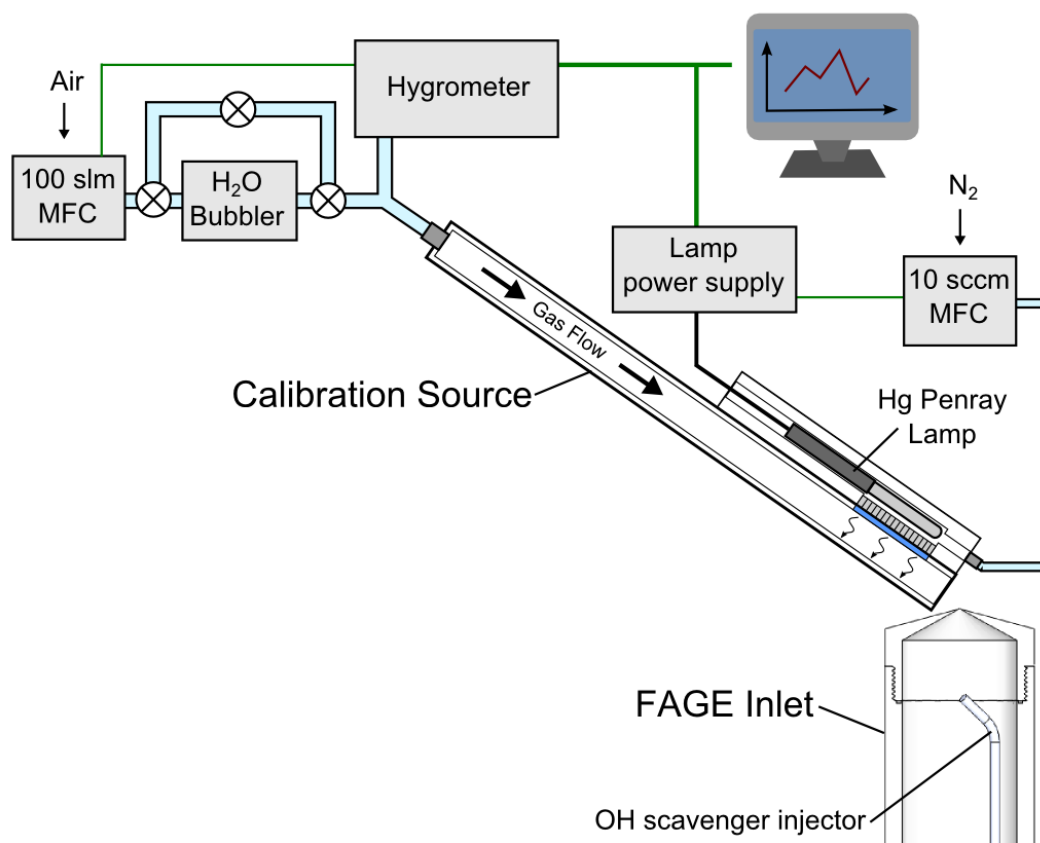 Air
100 slm
MFC
H₂O
Bubbler
Hygrometer
N₂
Lamp
power supply
10 sccm
MFC
Gas Flow
Calibration Source
Hg Penray
Lamp
FAGE Inlet
OH scavenger injector